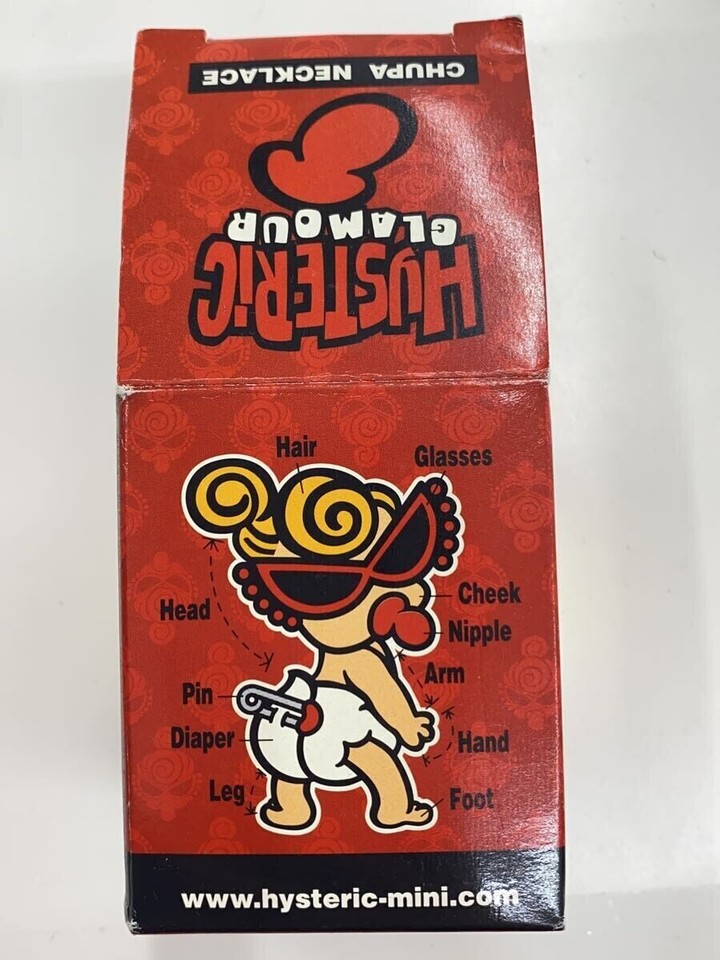 CHUPA NECKLACE
HYSTERiC
GLAMOUR
Hair
Glasses
Head
Cheek
Nipple
Arm
Pin
Diaper
Hand
Leg
Foot
www.hysteric-mini.com